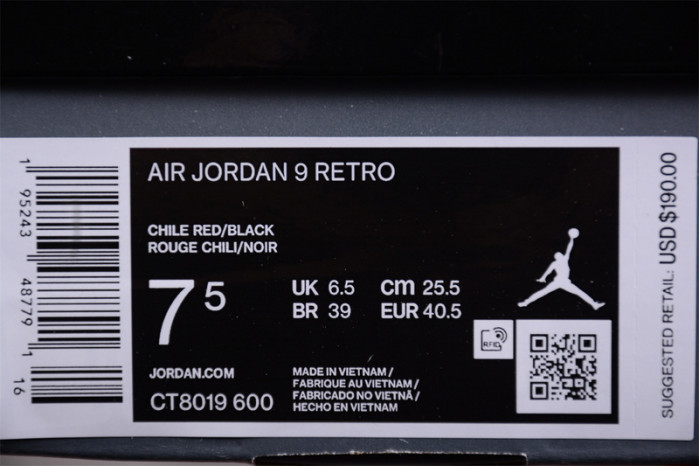 AIR JORDAN 9 RETRO
CHILE RED/BLACK
ROUGE CHILI/NOIR
7 5
UK 6.5 cm 25.5
BR 39 EUR 40.5
RFID
JORDAN.COM
CT8019 600
MADE IN VIETNAM /
FABRIQUE AU VIETNAM /
FABRICADO NO VIETNÃ /
HECHO EN VIETNAM
1 95243 48779 1
16
SUGGESTED RETAIL: USD $190.00